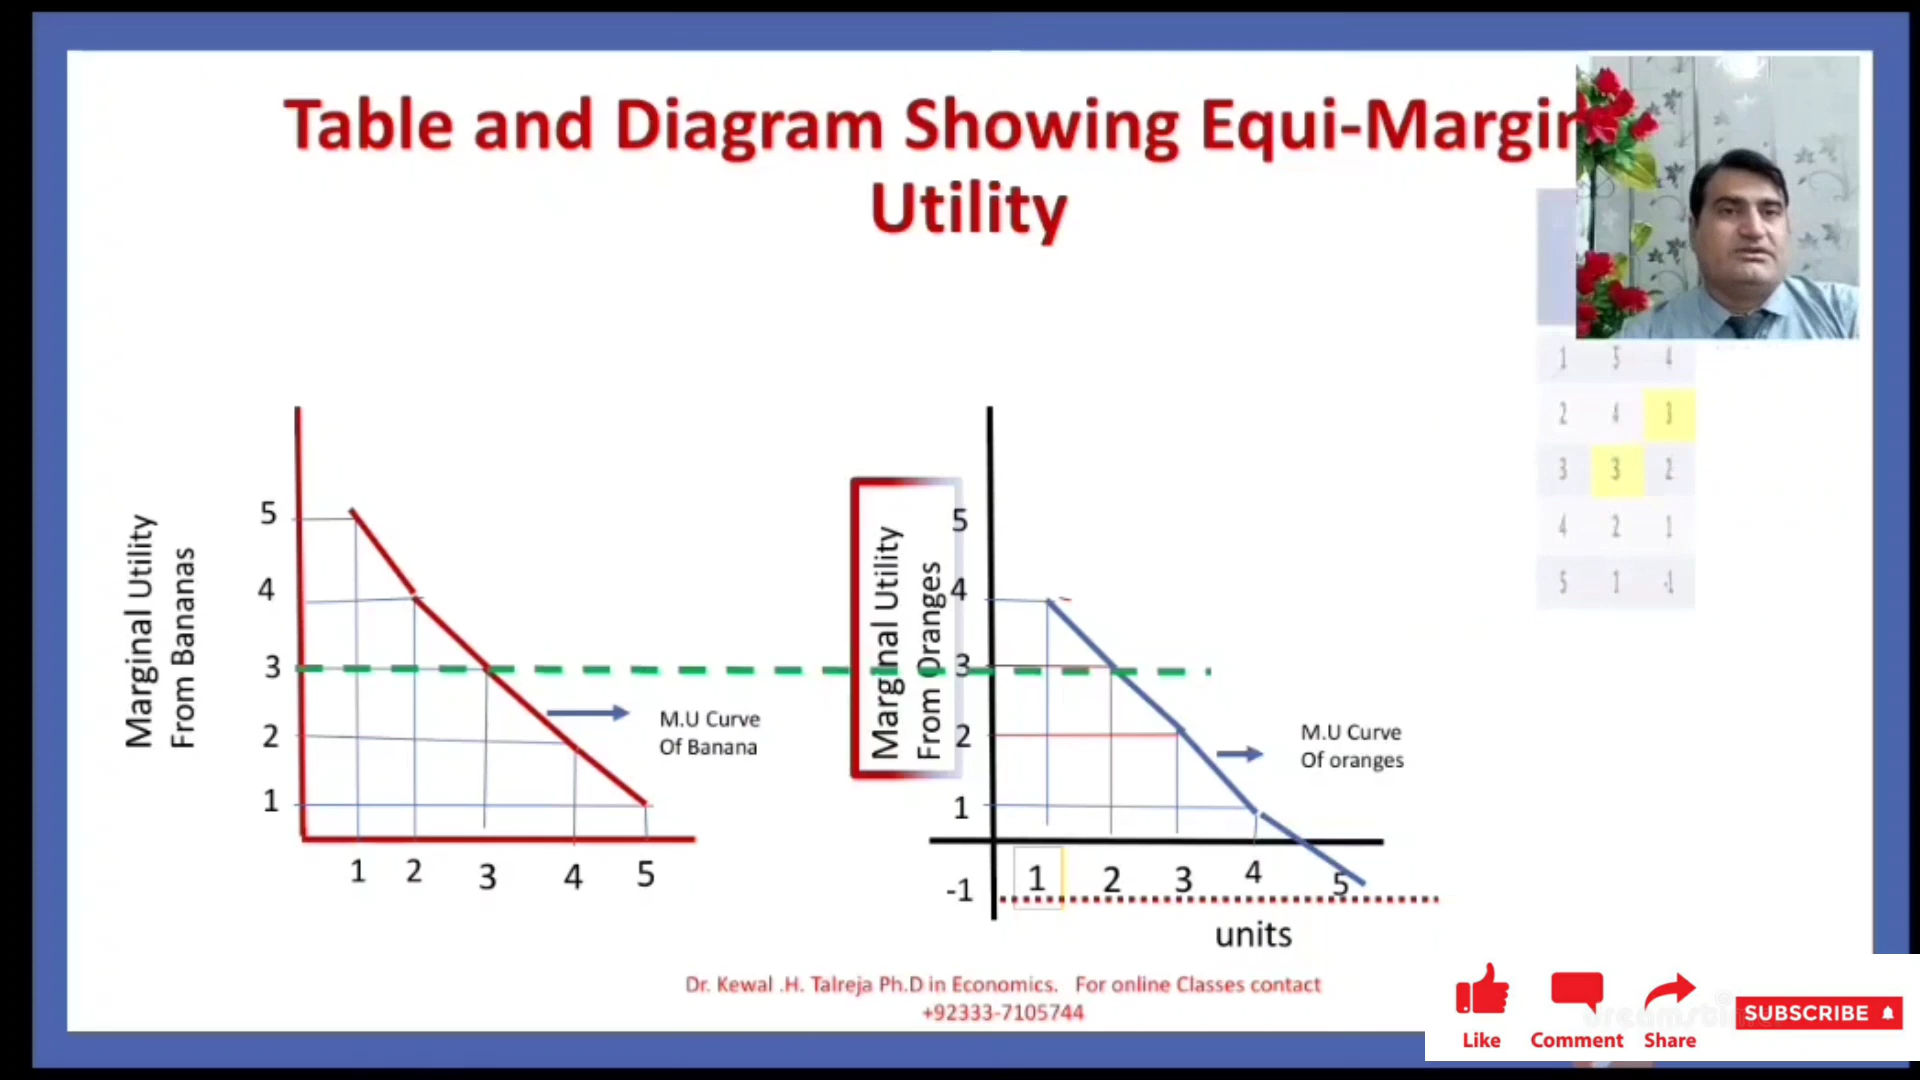 Table and Diagram Showing Equi-Margin
Utility
1 5 4
2 4 3
3 3 2
4 2 1
5 1 -1
Marginal Utility
From Bananas
5
4
3
2
1
1 2 3 4 5
M.U Curve
Of Banana
Marginal Utility
From Oranges
5
4
3
2
1
-1
1 2 3 4 5
units
M.U Curve
Of oranges
Dr. Kewal .H. Talreja Ph.D in Economics. For online Classes contact
+92333-7105744
Like Comment Share
SUBSCRIBE